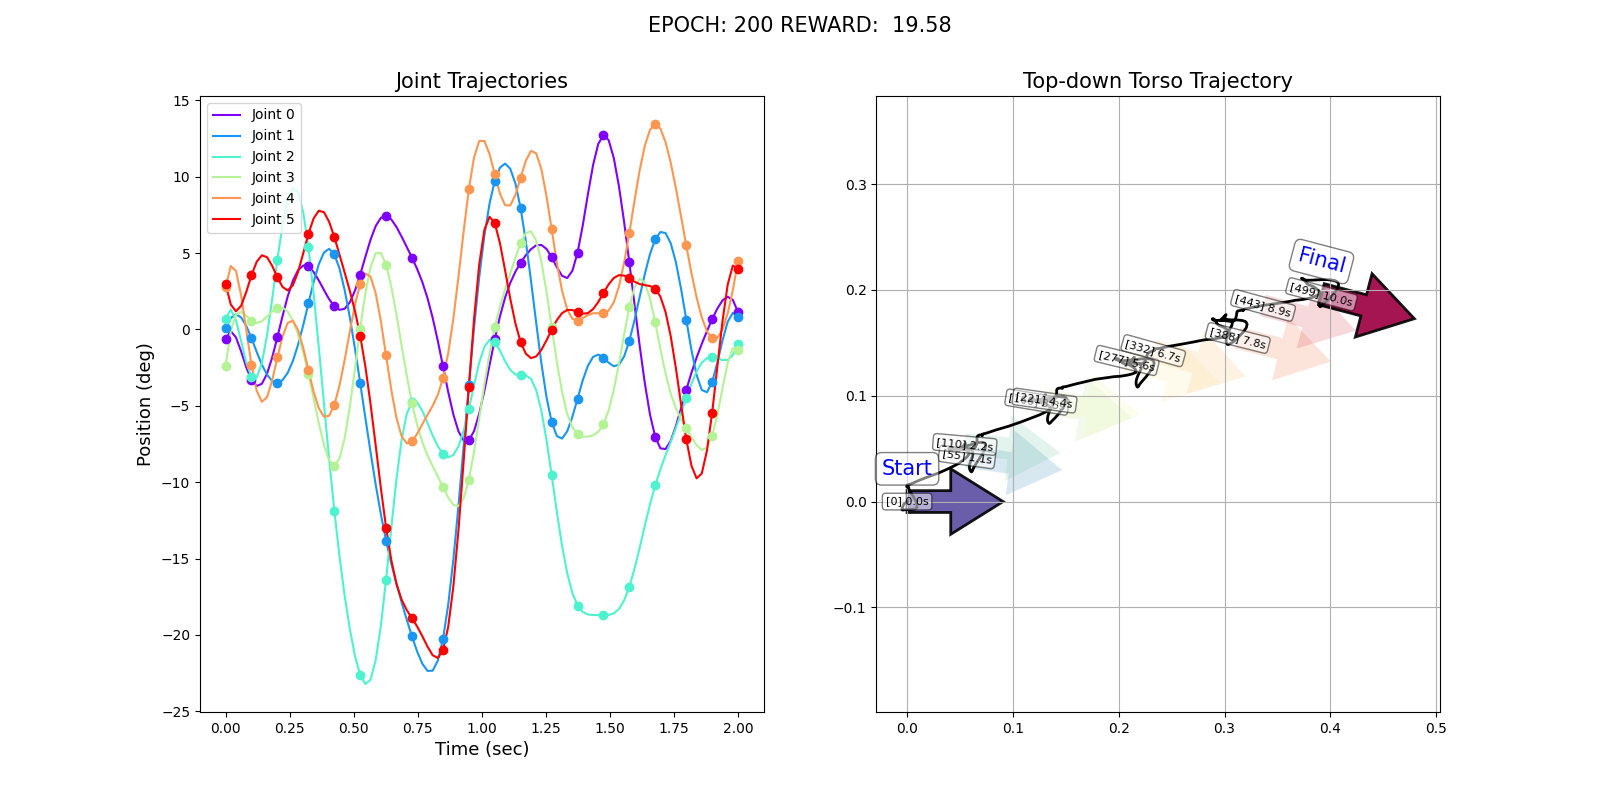 EPOCH: 200 REWARD:  19.58
Joint Trajectories
15
10
5
0
−5
−10
−15
−20
−25
Position (deg)
Joint 0
Joint 1
Joint 2
Joint 3
Joint 4
Joint 5
0.00 0.25 0.50 0.75 1.00 1.25 1.50 1.75 2.00
Time (sec)
Top-down Torso Trajectory
0.3
0.2
0.1
0.0
−0.1
Final
[499] 10.0s
[443] 8.9s
[388] 7.8s
[332] 6.7s
[277] 5.6s
[221] 4.4s
[110] 2.2s
[55] 1.1s
Start
[0] 0.0s
0.0 0.1 0.2 0.3 0.4 0.5